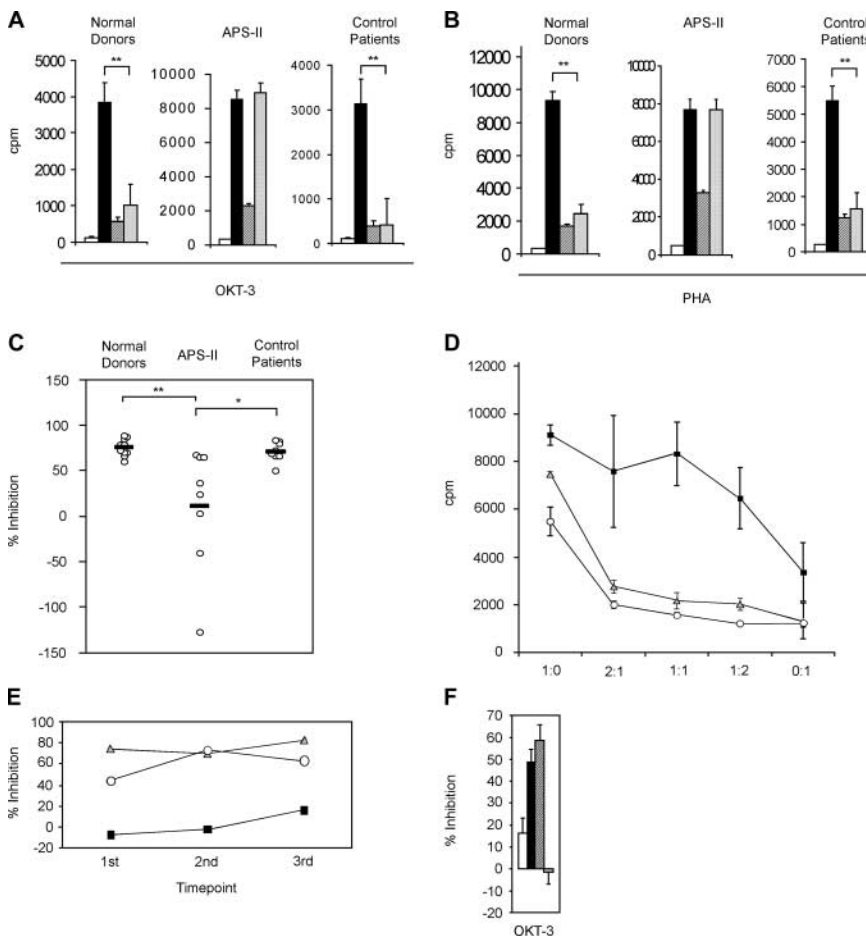 A
Normal
Donors
APS-II
Control
Patients
**
**
cpm
5000
4000
3000
2000
1000
0
10000
8000
6000
4000
2000
0
4000
3000
2000
1000
0
OKT-3
B
Normal
Donors
APS-II
Control
Patients
**
**
cpm
12000
10000
8000
6000
4000
2000
0
12000
10000
8000
6000
4000
2000
0
7000
6000
5000
4000
3000
2000
1000
0
PHA
C
Normal
Donors
APS-II
Control
Patients
**
*
% Inhibition
150
100
50
0
-50
-100
-150
D
cpm
12000
10000
8000
6000
4000
2000
0
1:0 2:1 1:1 1:2 0:1
E
% Inhibition
100
80
60
40
20
0
-20
1st 2nd 3rd
Timepoint
F
% Inhibition
70
60
50
40
30
20
10
0
-10
-20
OKT-3